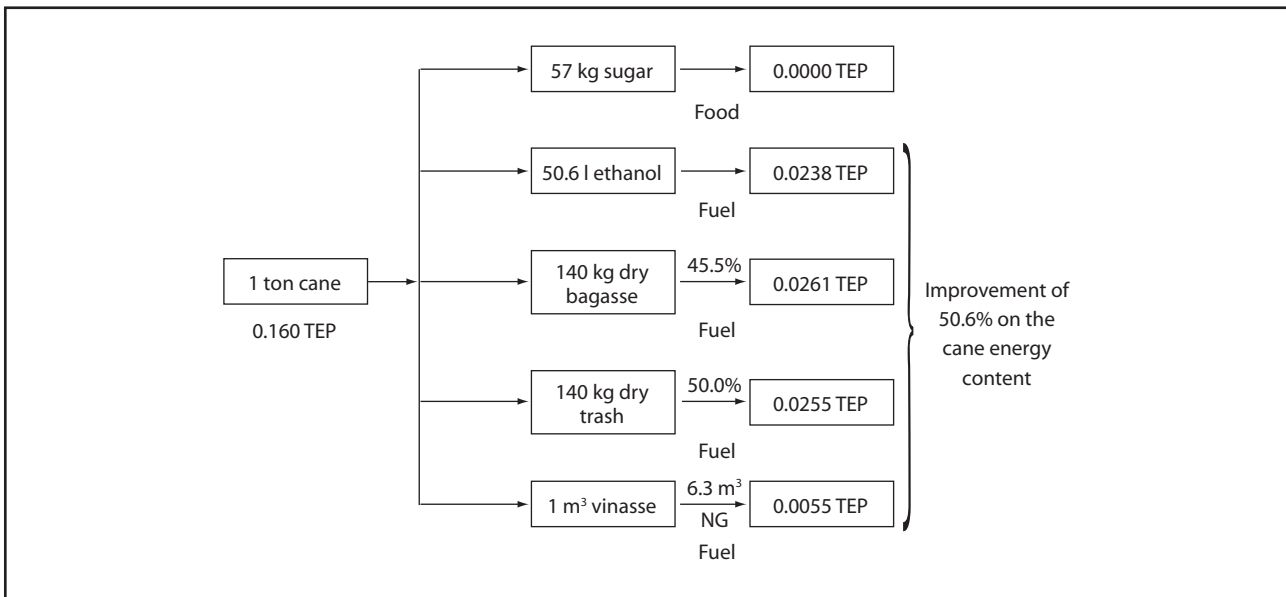 57 kg sugar
0.0000 TEP
Food
50.6 l ethanol
0.0238 TEP
Fuel
1 ton cane
0.160 TEP
140 kg dry
bagasse
45.5%
0.0261 TEP
Fuel
140 kg dry
trash
50.0%
0.0255 TEP
Fuel
1 m³ vinasse
6.3 m³
NG
0.0055 TEP
Fuel
Improvement of
50.6% on the
cane energy
content